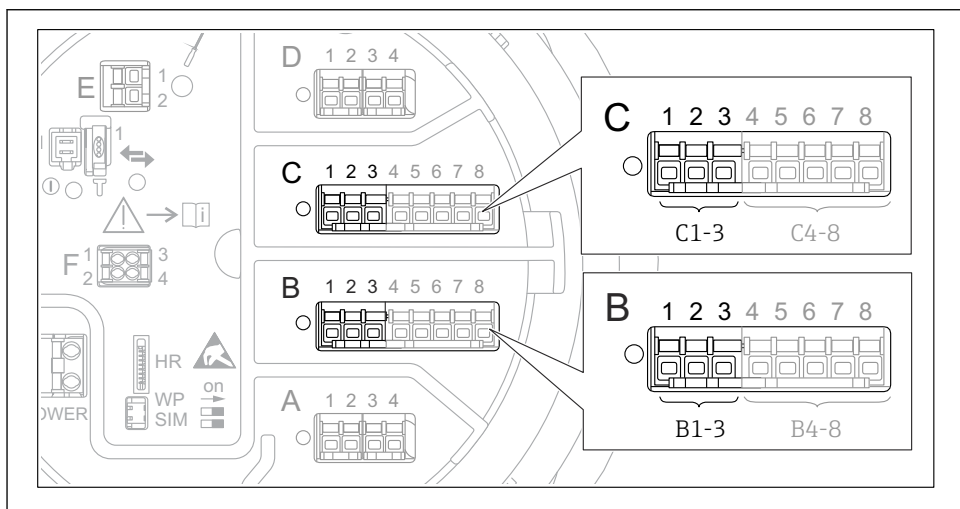 D 1 2 3 4
E 1
2
1
C 1 2 3 4 5 6 7 8
F 1 3
2 4
B 1 2 3 4 5 6 7 8
HR
WP
SIM
on
OWER
A 1 2 3 4
C 1 2 3 4 5 6 7 8
C1-3 C4-8
B 1 2 3 4 5 6 7 8
B1-3 B4-8